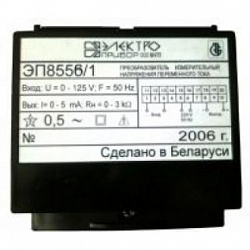 ЭЛЕКТРО
ПРИБОР
ПРЕОБРАЗОВАТЕЛЬ ИЗМЕРИТЕЛЬНЫЙ
НАПРЯЖЕНИЯ ПЕРЕМЕННОГО ТОКА
ЭП8556/1
Вход: U = 0 - 125 V; F = 50 Hz
Вых: I = 0 - 5 mA; Rн = 0 - 3 kΩ
0,5 ~
№ 2006 г.
Сделано в Беларуси